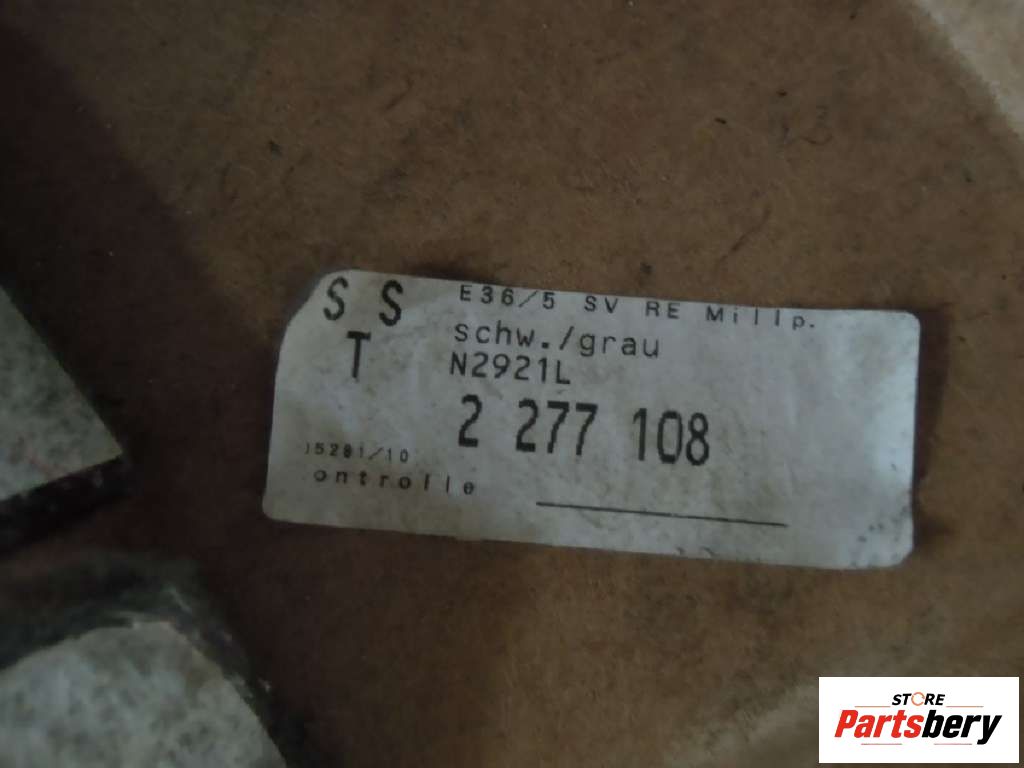 S S E36/5 SV RE Millp.
schw./grau
T N2921L
2 277 108
15281/10
ontrolle
STORE
Partsbery